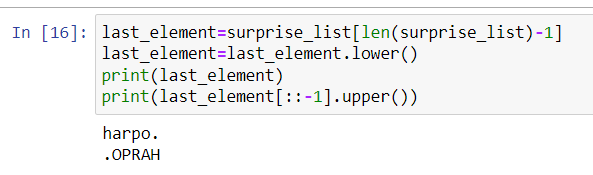 In [16]: last_element=surprise_list[len(surprise_list)-1]
last_element=last_element.lower()
print(last_element)
print(last_element[::-1].upper())
harpo.
.OPRAH